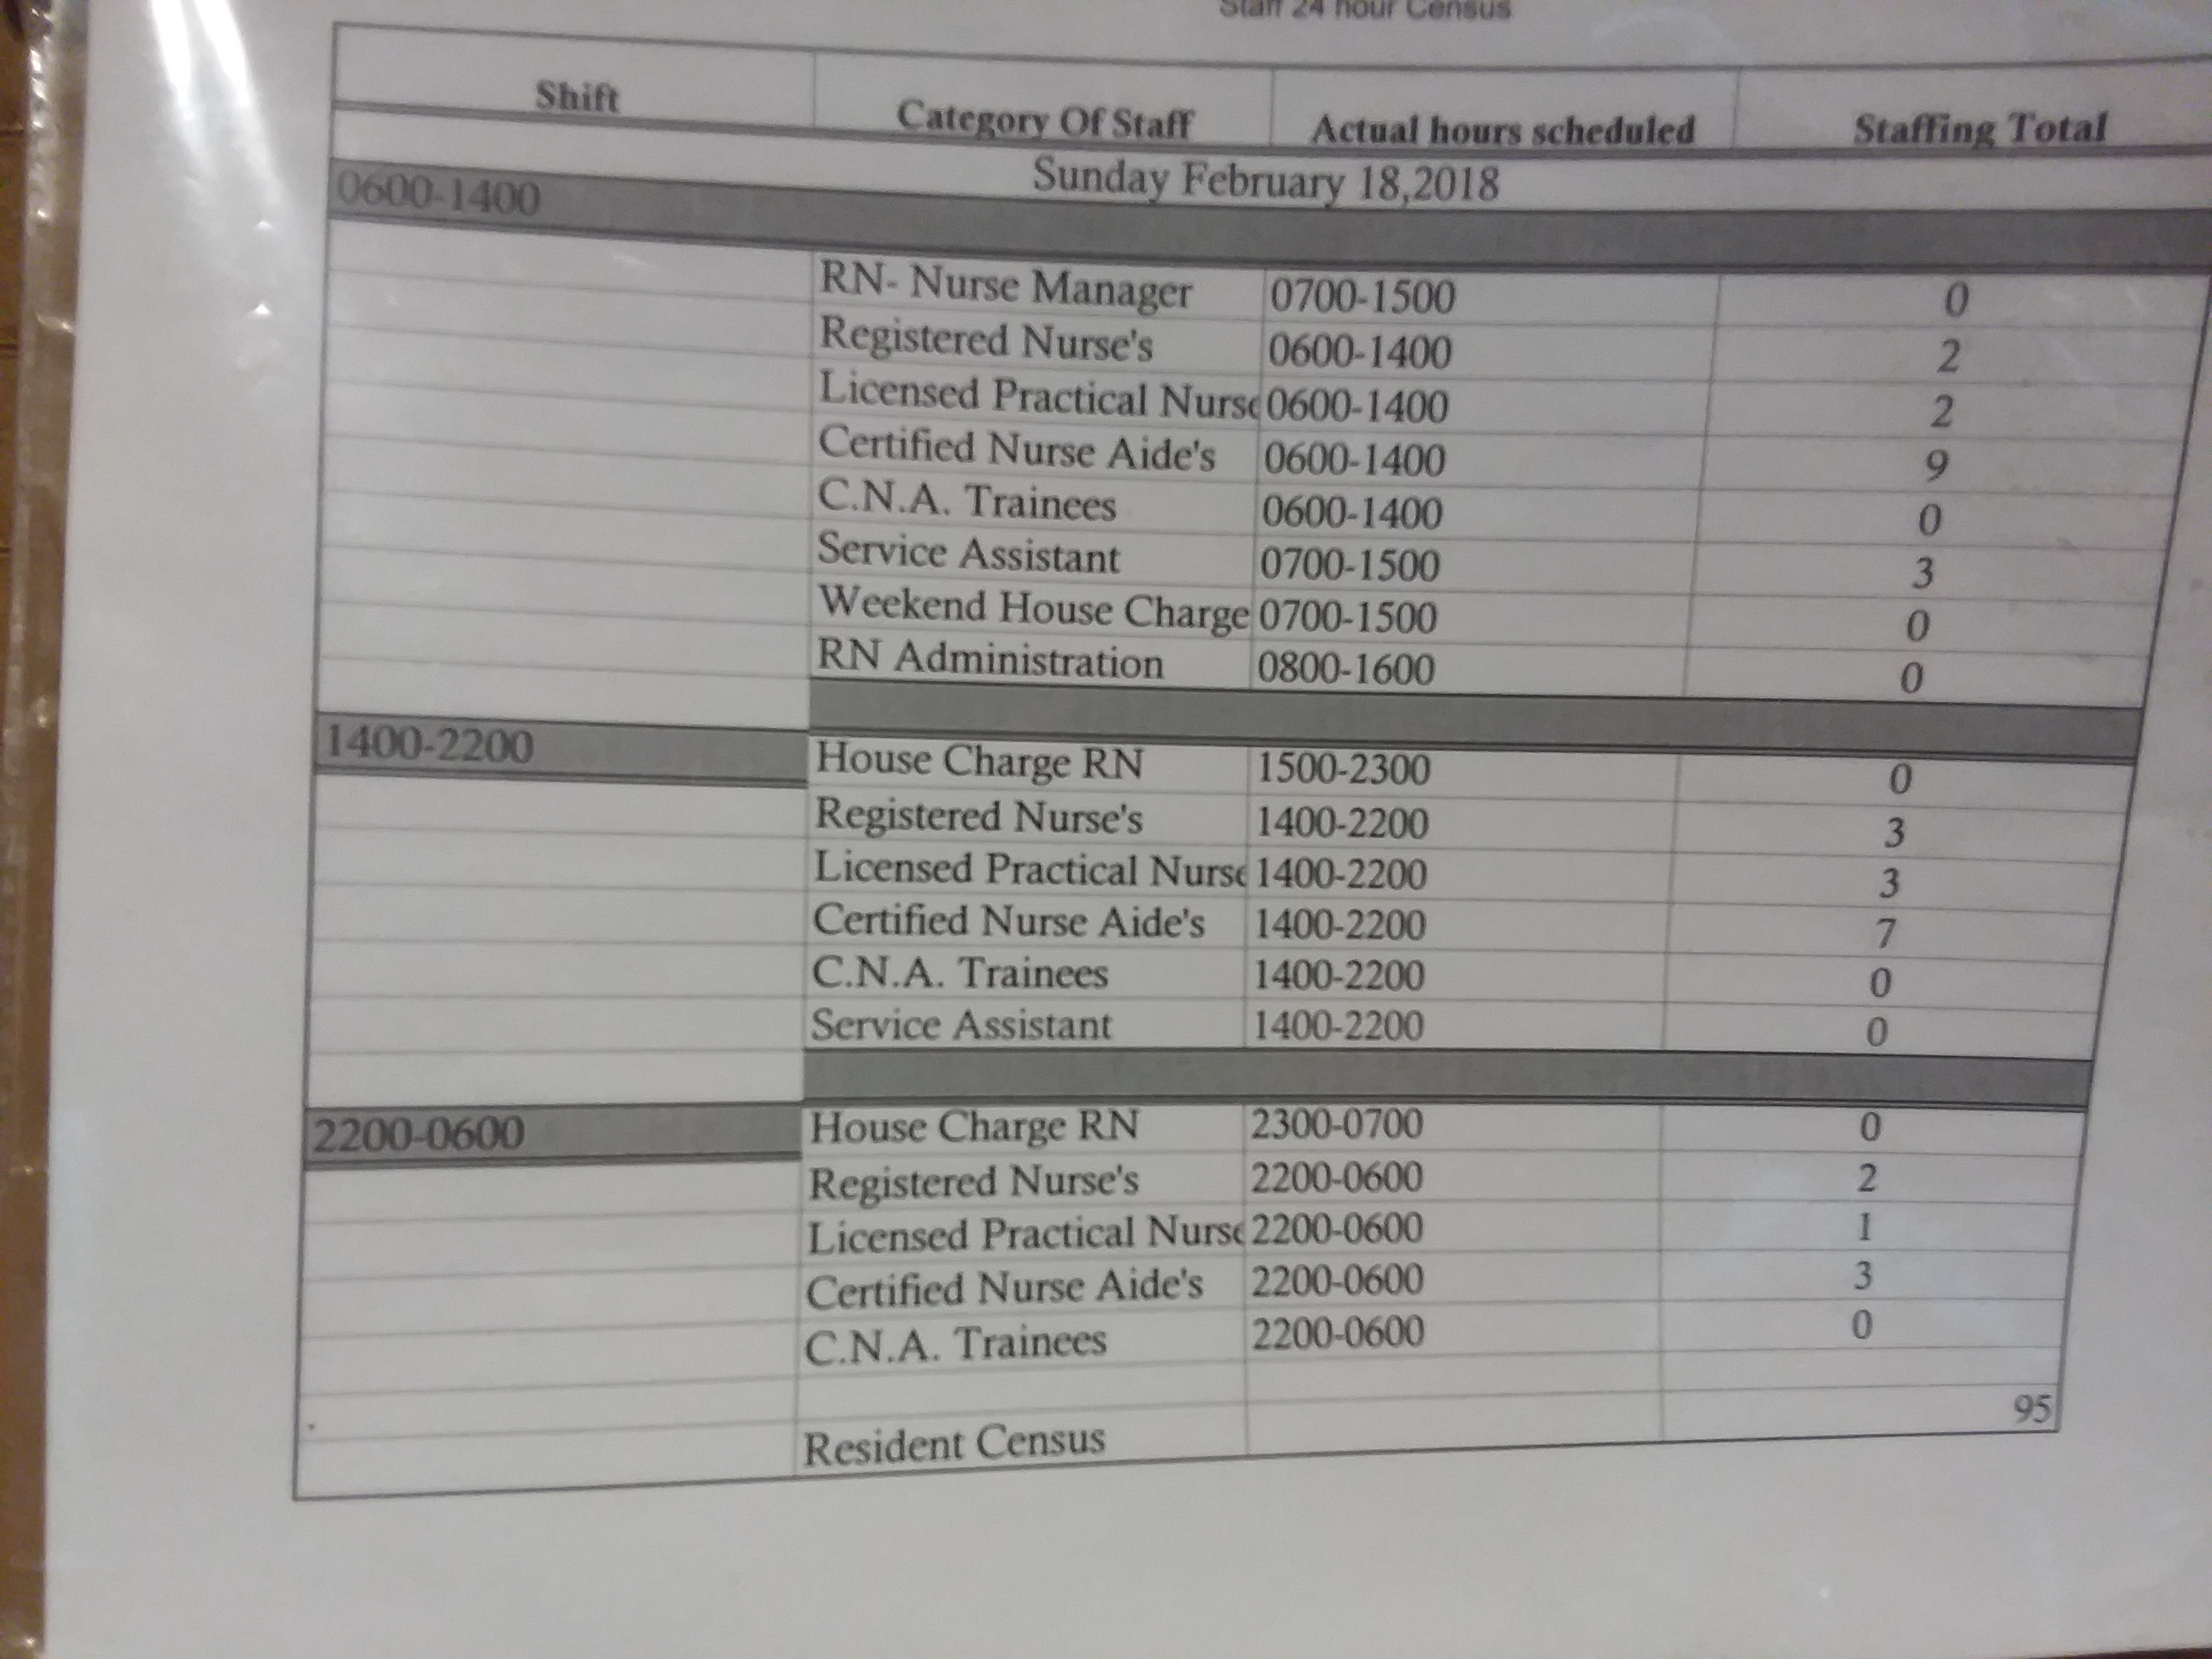 Staff 24 hour Census
Shift Category Of Staff Actual hours scheduled Staffing Total
Sunday February 18,2018
0600-1400
RN- Nurse Manager 0700-1500 0
Registered Nurse's 0600-1400 2
Licensed Practical Nurse 0600-1400 2
Certified Nurse Aide's 0600-1400 9
C.N.A. Trainees 0600-1400 0
Service Assistant 0700-1500 3
Weekend House Charge 0700-1500 0
RN Administration 0800-1600 0
1400-2200 House Charge RN 1500-2300 0
Registered Nurse's 1400-2200 3
Licensed Practical Nurse 1400-2200 3
Certified Nurse Aide's 1400-2200 7
C.N.A. Trainees 1400-2200 0
Service Assistant 1400-2200 0
2200-0600 House Charge RN 2300-0700 0
Registered Nurse's 2200-0600 2
Licensed Practical Nurse 2200-0600 1
Certified Nurse Aide's 2200-0600 3
C.N.A. Trainees 2200-0600 0
Resident Census 95